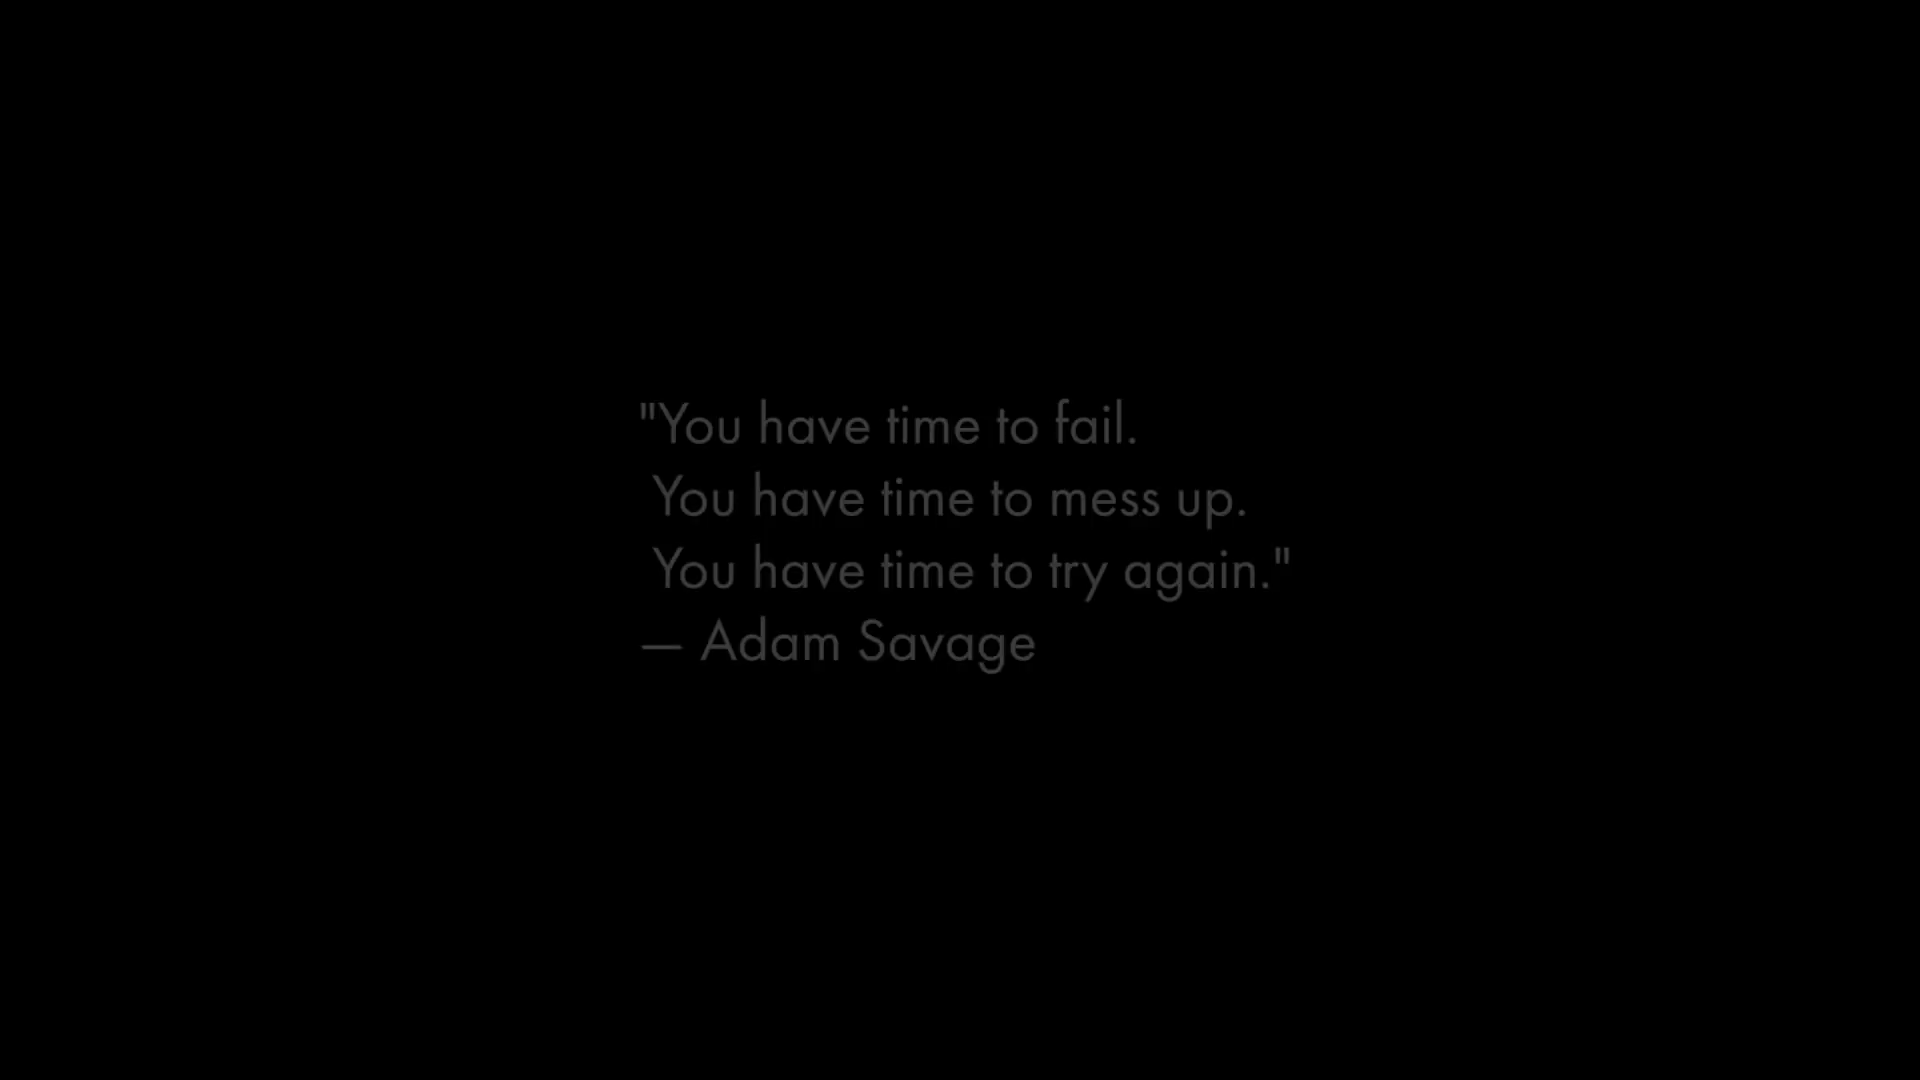 "You have time to fail.
You have time to mess up.
You have time to try again."
— Adam Savage